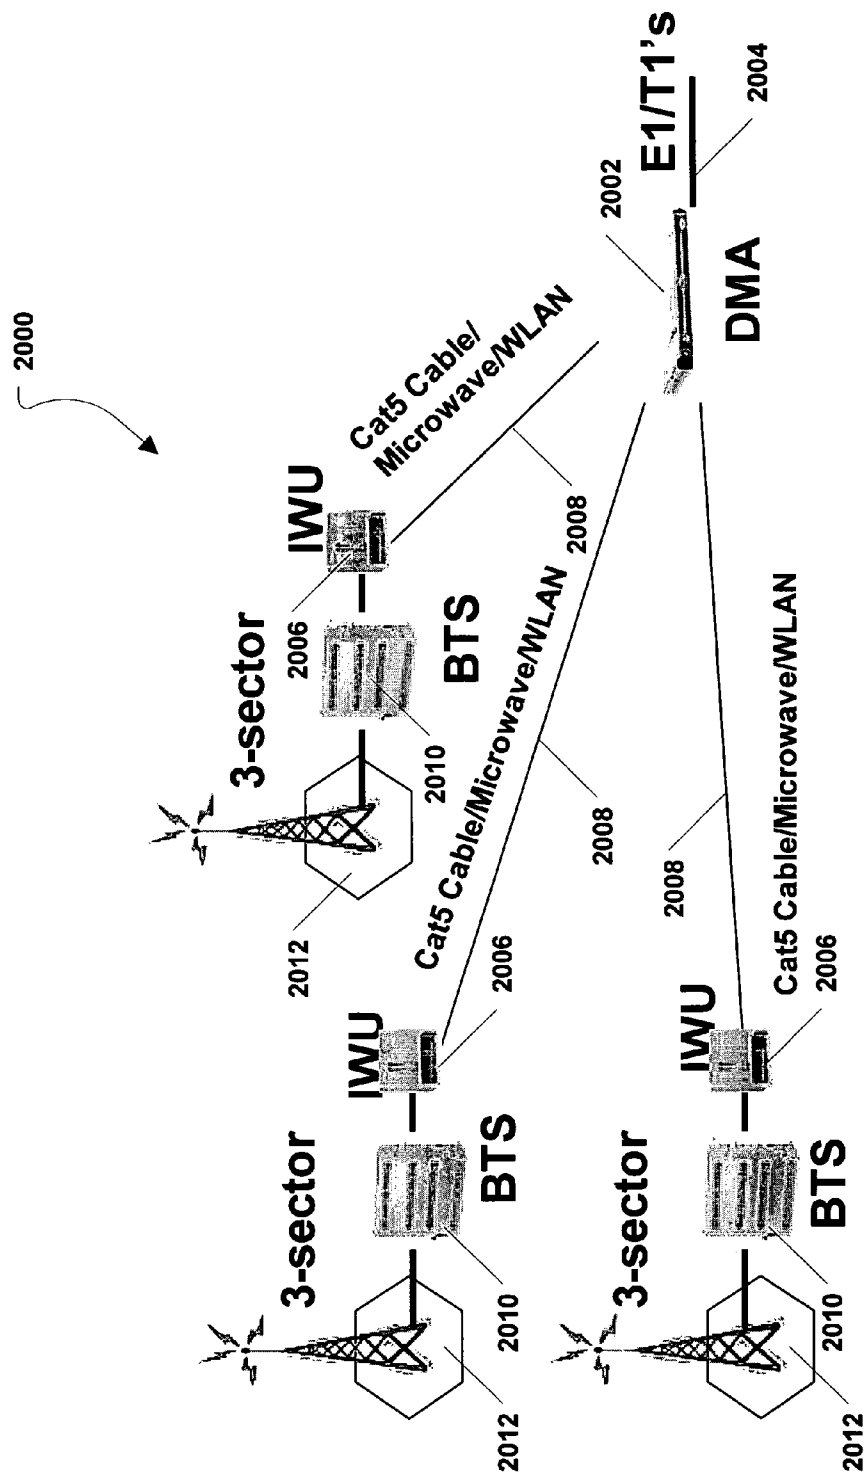 2000
3-sector
IWU
2006
Cat5 Cable/
Microwave/WLAN
BTS
2010
2012
2008
2002
E1/T1's
DMA
2004
3-sector
IWU
Cat5 Cable/Microwave/WLAN
BTS
2006
2010
2012
2008
3-sector
IWU
2008
Cat5 Cable/Microwave/WLAN
BTS
2006
2010
2012